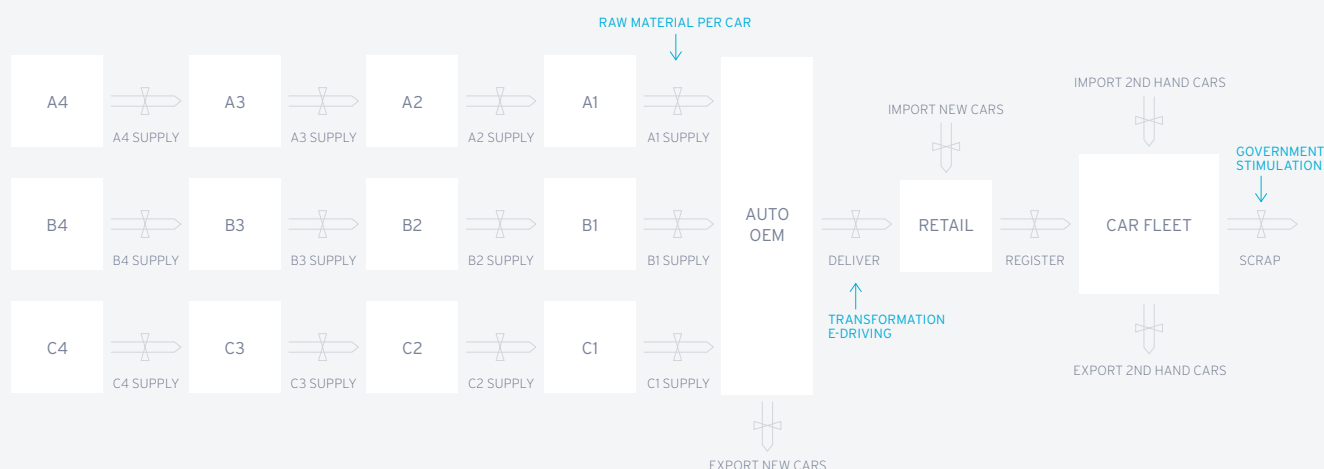 RAW MATERIAL PER CAR
A4
A3
A2
A1
A4 SUPPLY
A3 SUPPLY
A2 SUPPLY
A1 SUPPLY
B4
B3
B2
B1
B4 SUPPLY
B3 SUPPLY
B2 SUPPLY
B1 SUPPLY
C4
C3
C2
C1
C4 SUPPLY
C3 SUPPLY
C2 SUPPLY
C1 SUPPLY
AUTO
OEM
EXPORT NEW CARS
DELIVER
TRANSFORMATION
E-DRIVING
IMPORT NEW CARS
RETAIL
REGISTER
IMPORT 2ND HAND CARS
CAR FLEET
EXPORT 2ND HAND CARS
GOVERNMENT
STIMULATION
SCRAP